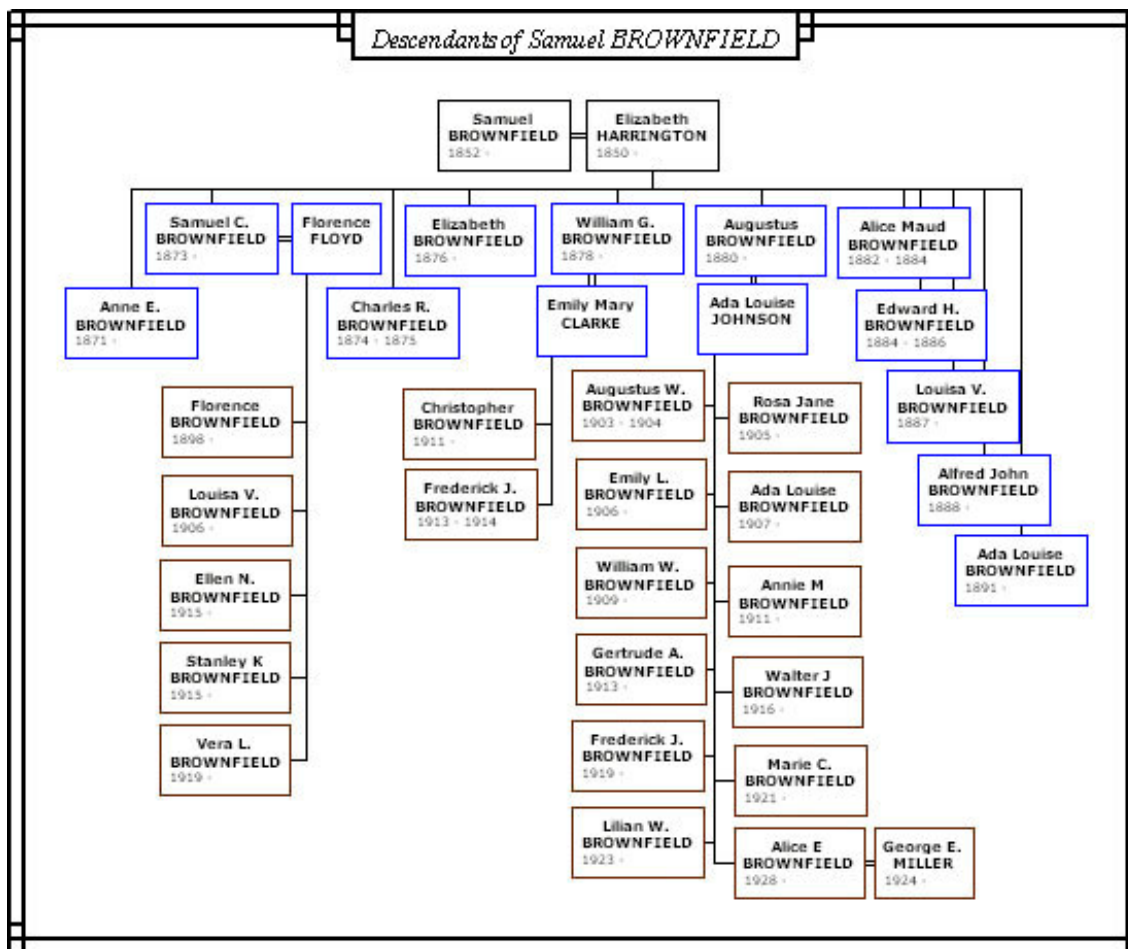 Descendants of Samuel BROWNFIELD
Samuel
BROWNFIELD
1852 -
Elizabeth
HARRINGTON
1850 -
Samuel C.
BROWNFIELD
1873 -
Florence
FLOYD
Elizabeth
BROWNFIELD
1876 -
William G.
BROWNFIELD
1878 -
Augustus
BROWNFIELD
1880 -
Alice Maud
BROWNFIELD
1882 - 1884
Anne E.
BROWNFIELD
1871 -
Charles R.
BROWNFIELD
1874 - 1875
Emily Mary
CLARKE
Ada Louise
JOHNSON
Edward H.
BROWNFIELD
1884 - 1886
Louisa V.
BROWNFIELD
1887 -
Alfred John
BROWNFIELD
1888 -
Ada Louise
BROWNFIELD
1891 -
Florence
BROWNFIELD
1898 -
Louisa V.
BROWNFIELD
1906 -
Ellen N.
BROWNFIELD
1915 -
Stanley K
BROWNFIELD
1915 -
Vera L.
BROWNFIELD
1919 -
Christopher
BROWNFIELD
1911 -
Frederick J.
BROWNFIELD
1913 - 1914
Augustus W.
BROWNFIELD
1903 - 1904
Rosa Jane
BROWNFIELD
1905 -
Emily L.
BROWNFIELD
1906 -
Ada Louise
BROWNFIELD
1907 -
William W.
BROWNFIELD
1909 -
Annie M
BROWNFIELD
1911 -
Gertrude A.
BROWNFIELD
1913 -
Walter J
BROWNFIELD
1916 -
Frederick J.
BROWNFIELD
1919 -
Marie C.
BROWNFIELD
1921 -
Lilian W.
BROWNFIELD
1923 -
Alice E
BROWNFIELD
1928 -
George E.
MILLER
1924 -